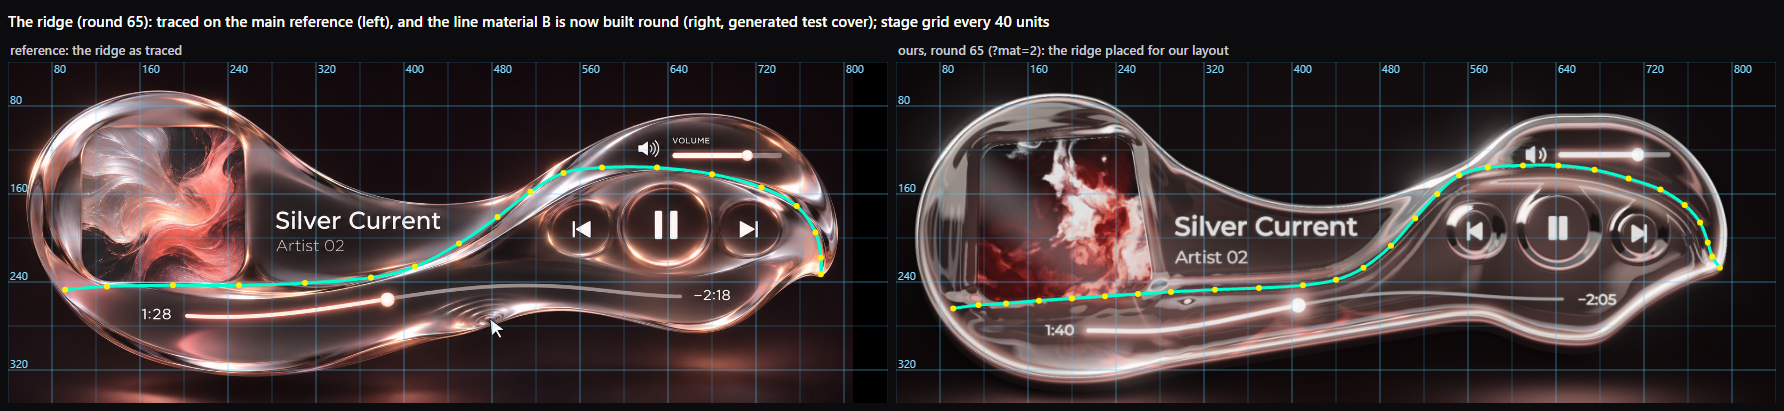 The ridge (round 65): traced on the main reference (left), and the line material B is now built round (right, generated test cover); stage grid every 40 units
reference: the ridge as traced
80 160 240 320 400 480 560 640 720 800
80
160
240
320
VOLUME
Silver Current
Artist 02
1:28
−2:18
ours, round 65 (?mat=2): the ridge placed for our layout
80 160 240 320 400 480 560 640 720 800
80
160
240
320
Silver Current
Artist 02
1:40
−2:05